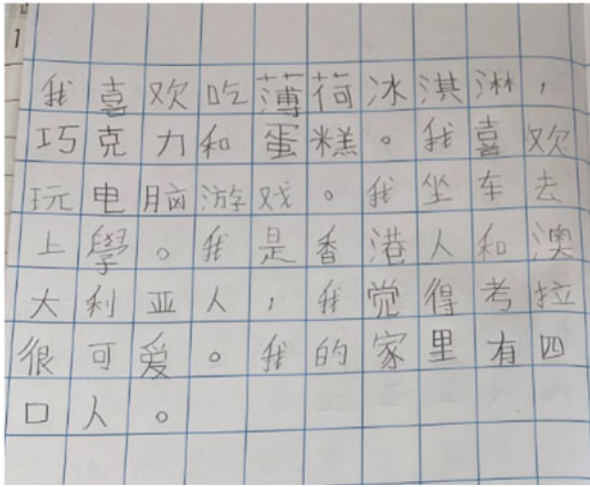 我喜欢吃薄荷冰淇淋，
巧克力和蛋糕。我喜欢
玩电脑游戏。我坐车去
上學。我是香港人和澳
大利亚人，我觉得考拉
很可爱。我的家里有四
口人。